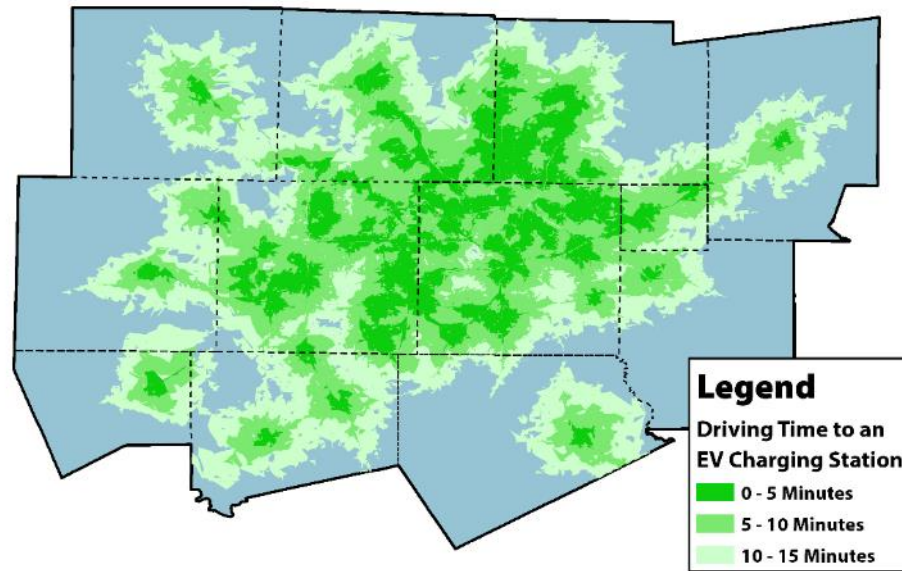 Legend
Driving Time to an
EV Charging Station
0 - 5 Minutes
5 - 10 Minutes
10 - 15 Minutes